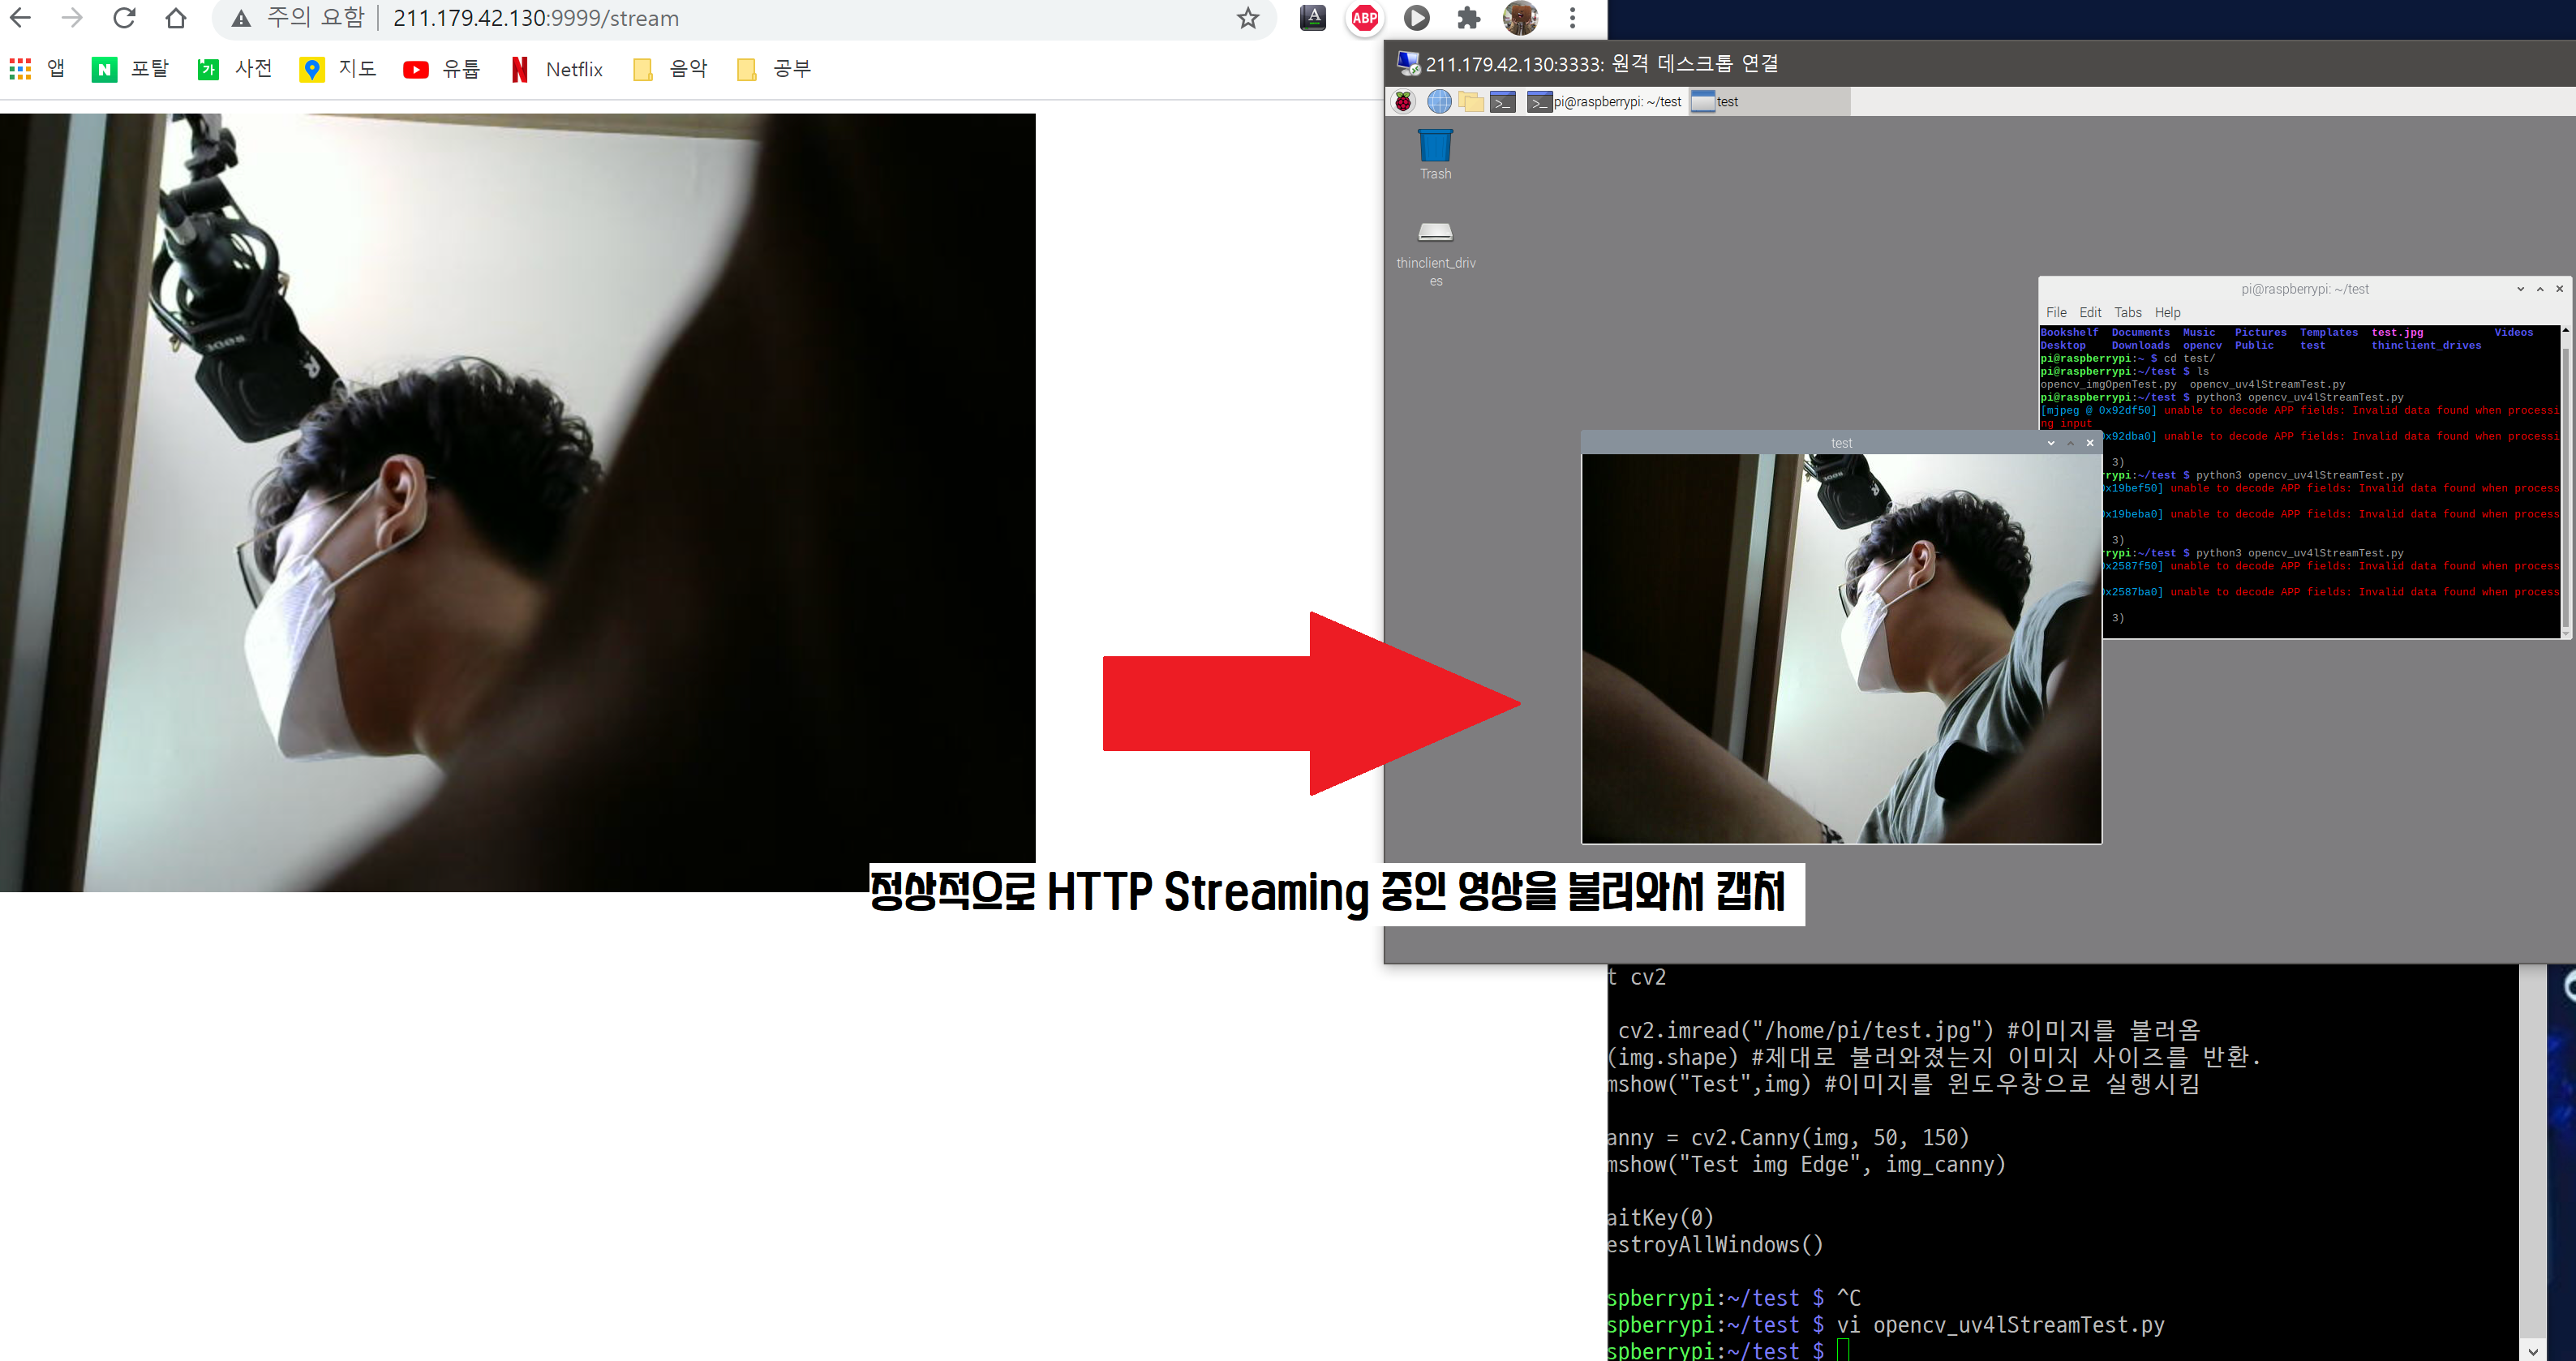 주의 요함
211.179.42.130:9999/stream
ABP
앱
포탈
사전
지도
유튭
Netflix
음악
공부
RODE
211.179.42.130:3333: 원격 데스크톱 연결
pi@raspberrypi: ~/test
test
Trash
thinclient_driv
es
pi@raspberrypi: ~/test
File Edit Tabs Help
Bookshelf Documents Music Pictures Templates test.jpg Videos
Desktop Downloads opencv Public test thinclient_drives
pi@raspberrypi:~ $ cd test/
pi@raspberrypi:~/test $ ls
opencv_imgOpenTest.py opencv_uv4lStreamTest.py
pi@raspberrypi:~/test $ python3 opencv_uv4lStreamTest.py
[mjpeg @ 0x92df50] unable to decode APP fields: Invalid data found when processi
ng input
0x92dba0] unable to decode APP fields: Invalid data found when processi
3)
rrypi:~/test $ python3 opencv_uv4lStreamTest.py
0x19bef50] unable to decode APP fields: Invalid data found when process
0x19beba0] unable to decode APP fields: Invalid data found when process
3)
rrypi:~/test $ python3 opencv_uv4lStreamTest.py
0x2587f50] unable to decode APP fields: Invalid data found when process
0x2587ba0] unable to decode APP fields: Invalid data found when process
3)
test
정상적으로 HTTP Streaming 중인 영상을 불러와서 캡처
t cv2
cv2.imread("/home/pi/test.jpg") #이미지를 불러옴
(img.shape) #제대로 불러와졌는지 이미지 사이즈를 반환.
mshow("Test",img) #이미지를 윈도우창으로 실행시킴
anny = cv2.Canny(img, 50, 150)
mshow("Test img Edge", img_canny)
aitKey(0)
estroyAllWindows()
spberrypi:~/test $ ^C
spberrypi:~/test $ vi opencv_uv4lStreamTest.py
spberrypi:~/test $